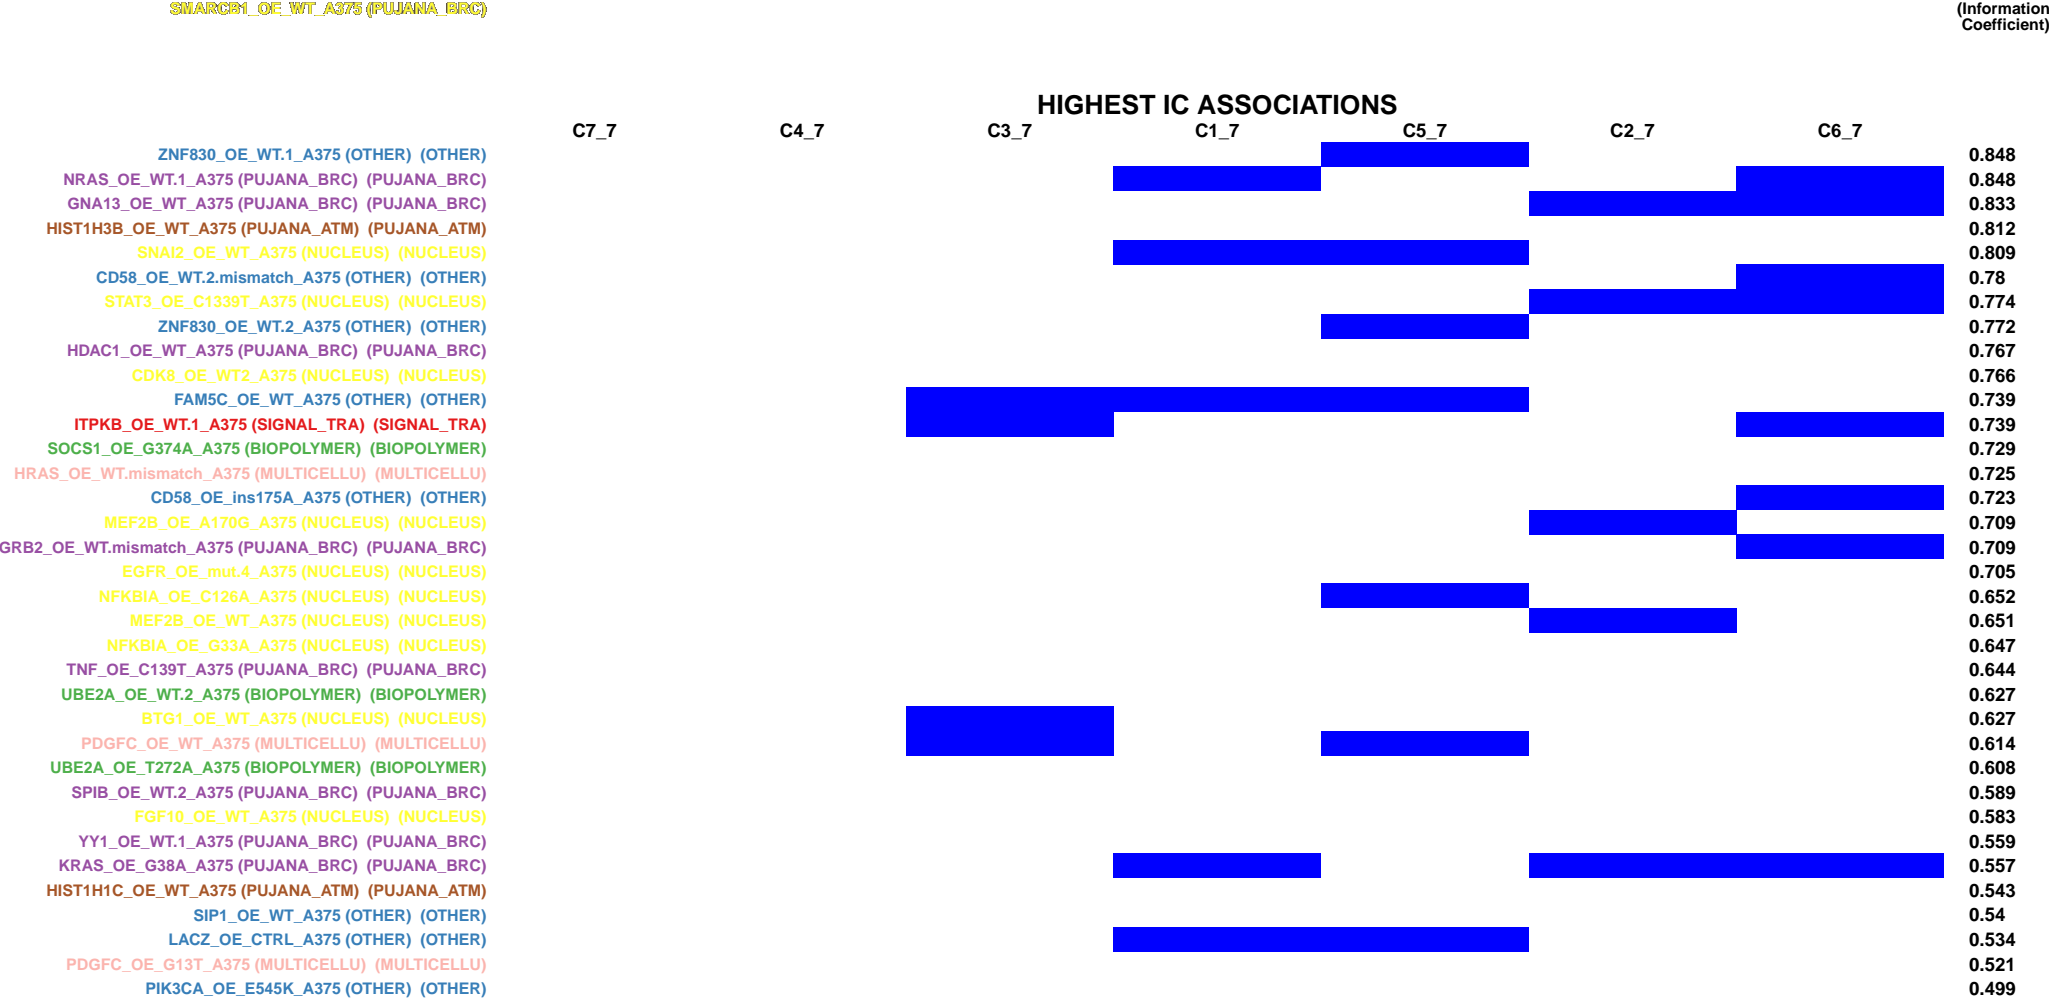 SMARCB1_OE_WT_A375 (PUJANA_BRC) (Information
Coefficient)
HIGHEST IC ASSOCIATIONS
C7_7 C4_7 C3_7 C1_7 C5_7 C2_7 C6_7
ZNF830_OE_WT.1_A375 (OTHER) (OTHER) 0.848
NRAS_OE_WT.1_A375 (PUJANA_BRC) (PUJANA_BRC) 0.848
GNA13_OE_WT_A375 (PUJANA_BRC) (PUJANA_BRC) 0.833
HIST1H3B_OE_WT_A375 (PUJANA_ATM) (PUJANA_ATM) 0.812
SNAI2_OE_WT_A375 (NUCLEUS) (NUCLEUS) 0.809
CD58_OE_WT.2.mismatch_A375 (OTHER) (OTHER) 0.78
STAT3_OE_C1339T_A375 (NUCLEUS) (NUCLEUS) 0.774
ZNF830_OE_WT.2_A375 (OTHER) (OTHER) 0.772
HDAC1_OE_WT_A375 (PUJANA_BRC) (PUJANA_BRC) 0.767
CDK8_OE_WT2_A375 (NUCLEUS) (NUCLEUS) 0.766
FAM5C_OE_WT_A375 (OTHER) (OTHER) 0.739
ITPKB_OE_WT.1_A375 (SIGNAL_TRA) (SIGNAL_TRA) 0.739
SOCS1_OE_G374A_A375 (BIOPOLYMER) (BIOPOLYMER) 0.729
HRAS_OE_WT.mismatch_A375 (MULTICELLU) (MULTICELLU) 0.725
CD58_OE_ins175A_A375 (OTHER) (OTHER) 0.723
MEF2B_OE_A170G_A375 (NUCLEUS) (NUCLEUS) 0.709
GRB2_OE_WT.mismatch_A375 (PUJANA_BRC) (PUJANA_BRC) 0.709
EGFR_OE_mut.4_A375 (NUCLEUS) (NUCLEUS) 0.705
NFKBIA_OE_C126A_A375 (NUCLEUS) (NUCLEUS) 0.652
MEF2B_OE_WT_A375 (NUCLEUS) (NUCLEUS) 0.651
NFKBIA_OE_G33A_A375 (NUCLEUS) (NUCLEUS) 0.647
TNF_OE_C139T_A375 (PUJANA_BRC) (PUJANA_BRC) 0.644
UBE2A_OE_WT.2_A375 (BIOPOLYMER) (BIOPOLYMER) 0.627
BTG1_OE_WT_A375 (NUCLEUS) (NUCLEUS) 0.627
PDGFC_OE_WT_A375 (MULTICELLU) (MULTICELLU) 0.614
UBE2A_OE_T272A_A375 (BIOPOLYMER) (BIOPOLYMER) 0.608
SPIB_OE_WT.2_A375 (PUJANA_BRC) (PUJANA_BRC) 0.589
FGF10_OE_WT_A375 (NUCLEUS) (NUCLEUS) 0.583
YY1_OE_WT.1_A375 (PUJANA_BRC) (PUJANA_BRC) 0.559
KRAS_OE_G38A_A375 (PUJANA_BRC) (PUJANA_BRC) 0.557
HIST1H1C_OE_WT_A375 (PUJANA_ATM) (PUJANA_ATM) 0.543
SIP1_OE_WT_A375 (OTHER) (OTHER) 0.54
LACZ_OE_CTRL_A375 (OTHER) (OTHER) 0.534
PDGFC_OE_G13T_A375 (MULTICELLU) (MULTICELLU) 0.521
PIK3CA_OE_E545K_A375 (OTHER) (OTHER) 0.499